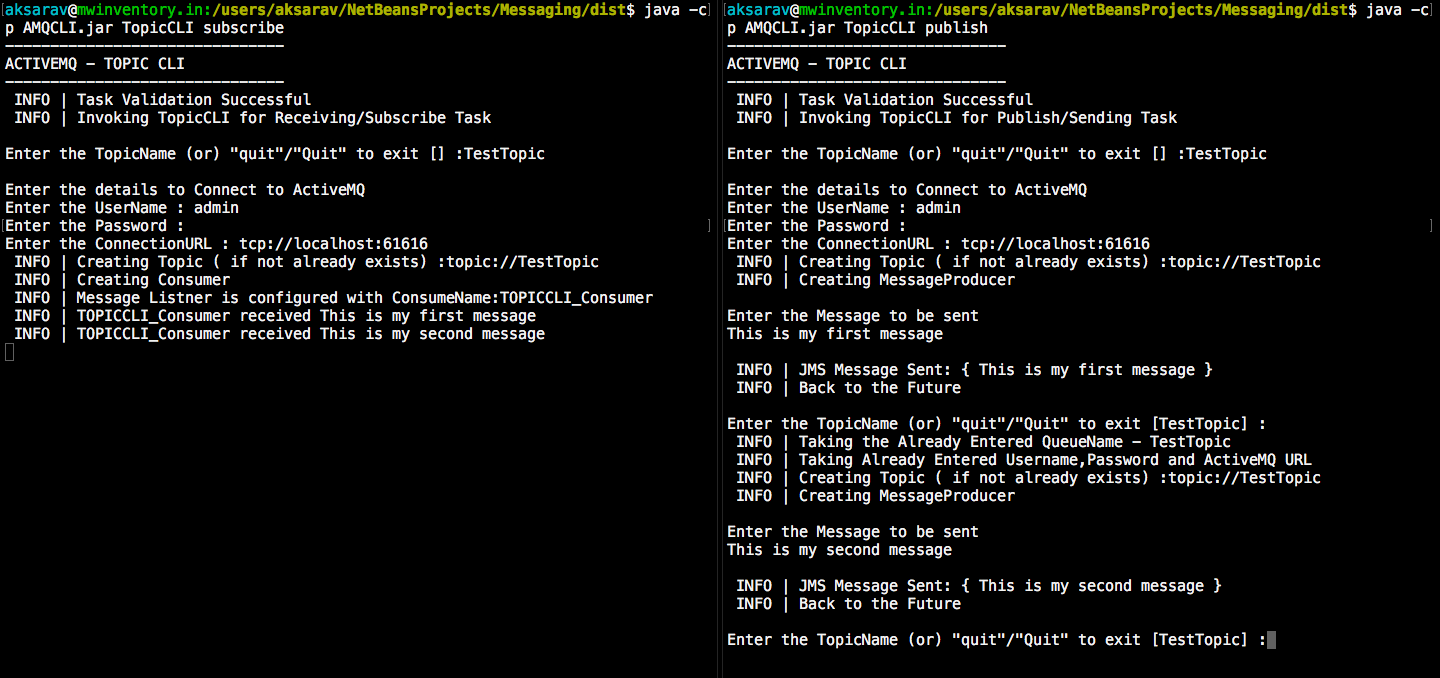 aksarav@mwinventory.in:/users/aksarav/NetBeansProjects/Messaging/dist$ java -c
p AMQCLI.jar TopicCLI subscribe
-------------------------------
ACTIVEMQ - TOPIC CLI
-------------------------------
INFO | Task Validation Successful
INFO | Invoking TopicCLI for Receiving/Subscribe Task
Enter the TopicName (or) "quit"/"Quit" to exit [] :TestTopic
Enter the details to Connect to ActiveMQ
Enter the UserName : admin
Enter the Password :
Enter the ConnectionURL : tcp://localhost:61616
INFO | Creating Topic ( if not already exists) :topic://TestTopic
INFO | Creating Consumer
INFO | Message Listner is configured with ConsumeName:TOPICCLI_Consumer
INFO | TOPICCLI_Consumer received This is my first message
INFO | TOPICCLI_Consumer received This is my second message
aksarav@mwinventory.in:/users/aksarav/NetBeansProjects/Messaging/dist$ java -c
p AMQCLI.jar TopicCLI publish
-------------------------------
ACTIVEMQ - TOPIC CLI
-------------------------------
INFO | Task Validation Successful
INFO | Invoking TopicCLI for Publish/Sending Task
Enter the TopicName (or) "quit"/"Quit" to exit [] :TestTopic
Enter the details to Connect to ActiveMQ
Enter the UserName : admin
Enter the Password :
Enter the ConnectionURL : tcp://localhost:61616
INFO | Creating Topic ( if not already exists) :topic://TestTopic
INFO | Creating MessageProducer
Enter the Message to be sent
This is my first message
INFO | JMS Message Sent: { This is my first message }
INFO | Back to the Future
Enter the TopicName (or) "quit"/"Quit" to exit [TestTopic] :
INFO | Taking the Already Entered QueueName - TestTopic
INFO | Taking Already Entered Username,Password and ActiveMQ URL
INFO | Creating Topic ( if not already exists) :topic://TestTopic
INFO | Creating MessageProducer
Enter the Message to be sent
This is my second message
INFO | JMS Message Sent: { This is my second message }
INFO | Back to the Future
Enter the TopicName (or) "quit"/"Quit" to exit [TestTopic] :